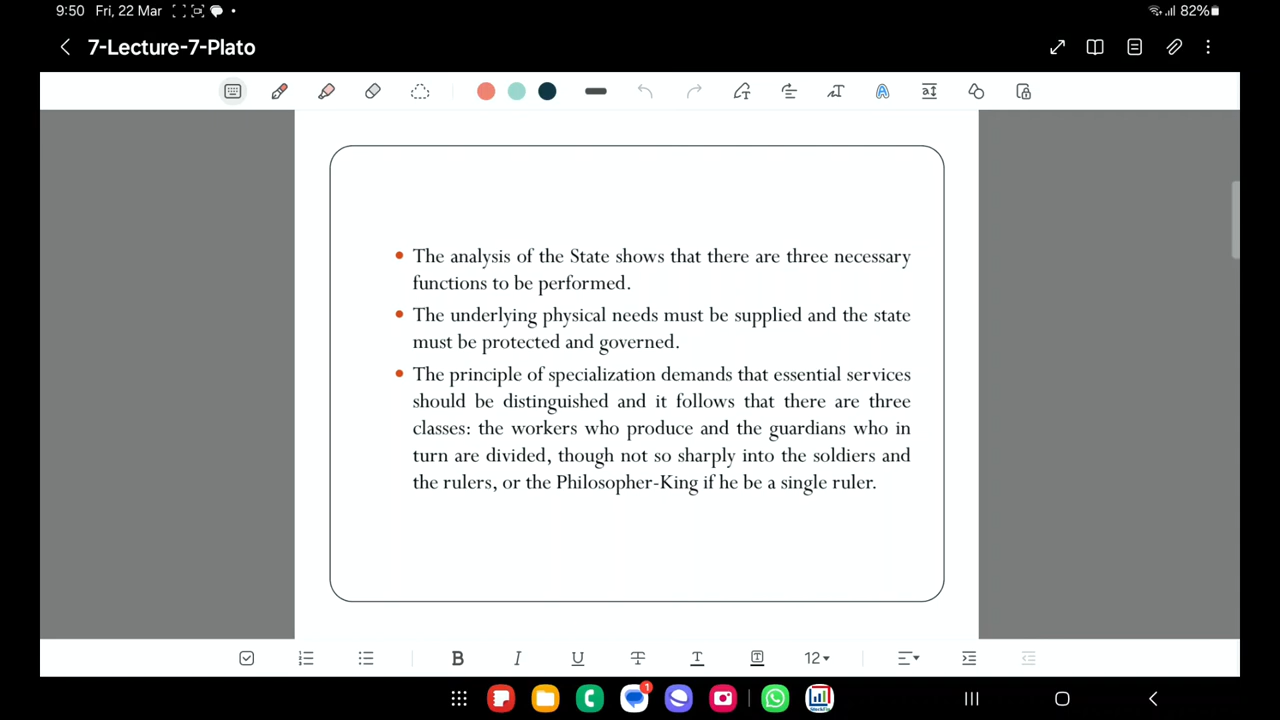 9:50 Fri, 22 Mar
82%
7-Lecture-7-Plato
The analysis of the State shows that there are three necessary
functions to be performed.
The underlying physical needs must be supplied and the state
must be protected and governed.
The principle of specialization demands that essential services
should be distinguished and it follows that there are three
classes: the workers who produce and the guardians who in
turn are divided, though not so sharply into the soldiers and
the rulers, or the Philosopher-King if he be a single ruler.
B I U T T T 12
1